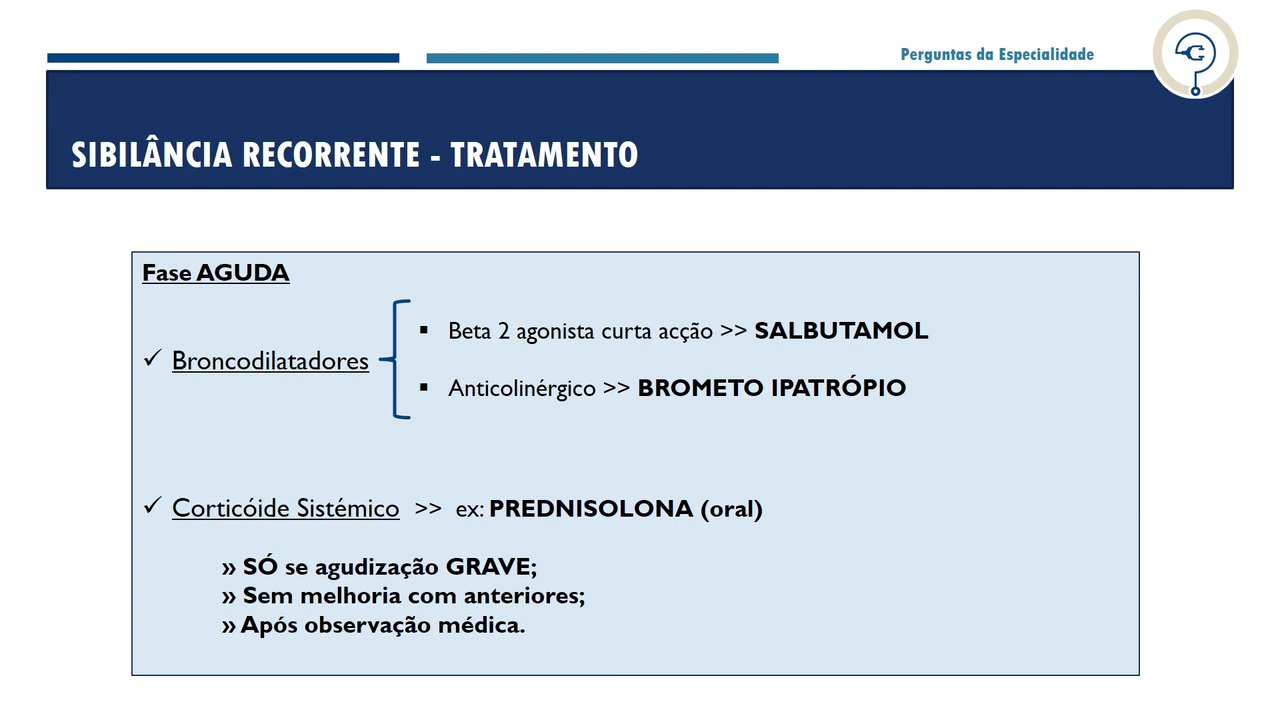 Perguntas da Especialidade
G
SIBILÂNCIA RECORRENTE - TRATAMENTO
Fase AGUDA
▪ Beta 2 agonista curta acção >> SALBUTAMOL
✓ Broncodilatadores
▪ Anticolinérgico >> BROMETO IPATRÓPIO
✓ Corticóide Sistémico >> ex: PREDNISOLONA (oral)
» SÓ se agudização GRAVE;
» Sem melhoria com anteriores;
» Após observação médica.